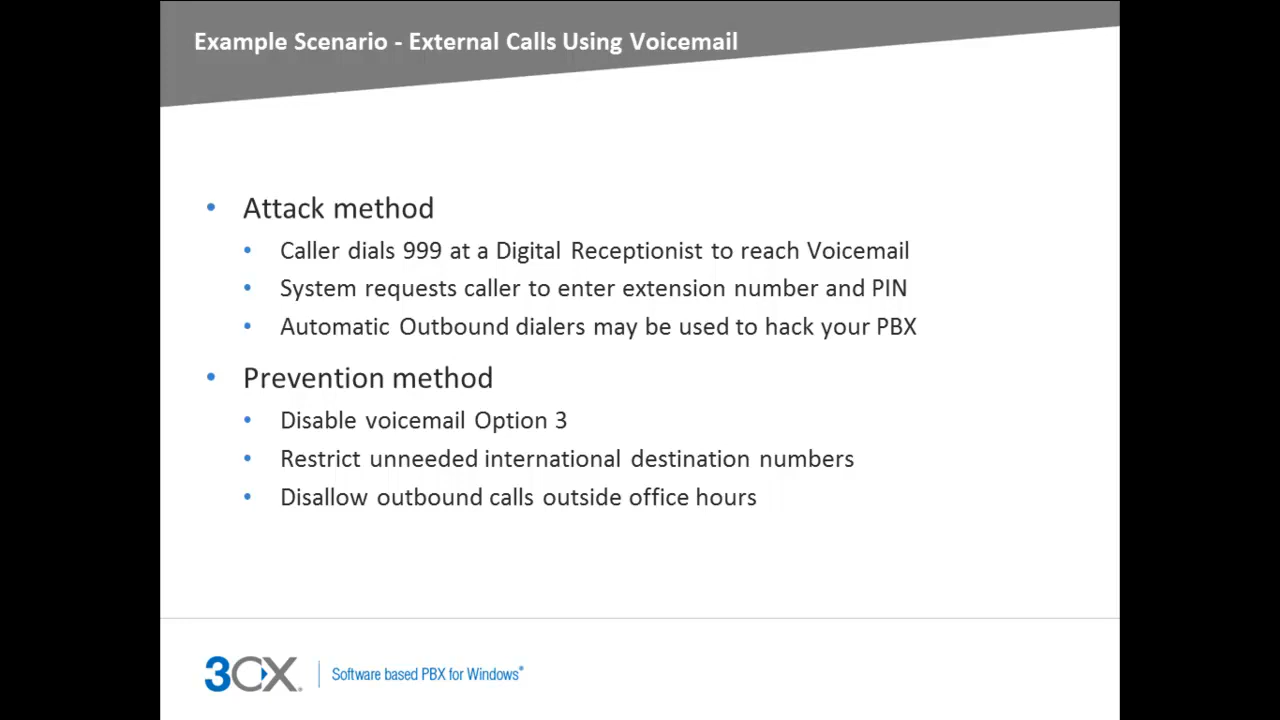 Example Scenario - External Calls Using Voicemail
• Attack method
• Caller dials 999 at a Digital Receptionist to reach Voicemail
• System requests caller to enter extension number and PIN
• Automatic Outbound dialers may be used to hack your PBX
• Prevention method
• Disable voicemail Option 3
• Restrict unneeded international destination numbers
• Disallow outbound calls outside office hours
3CX® | Software based PBX for Windows®